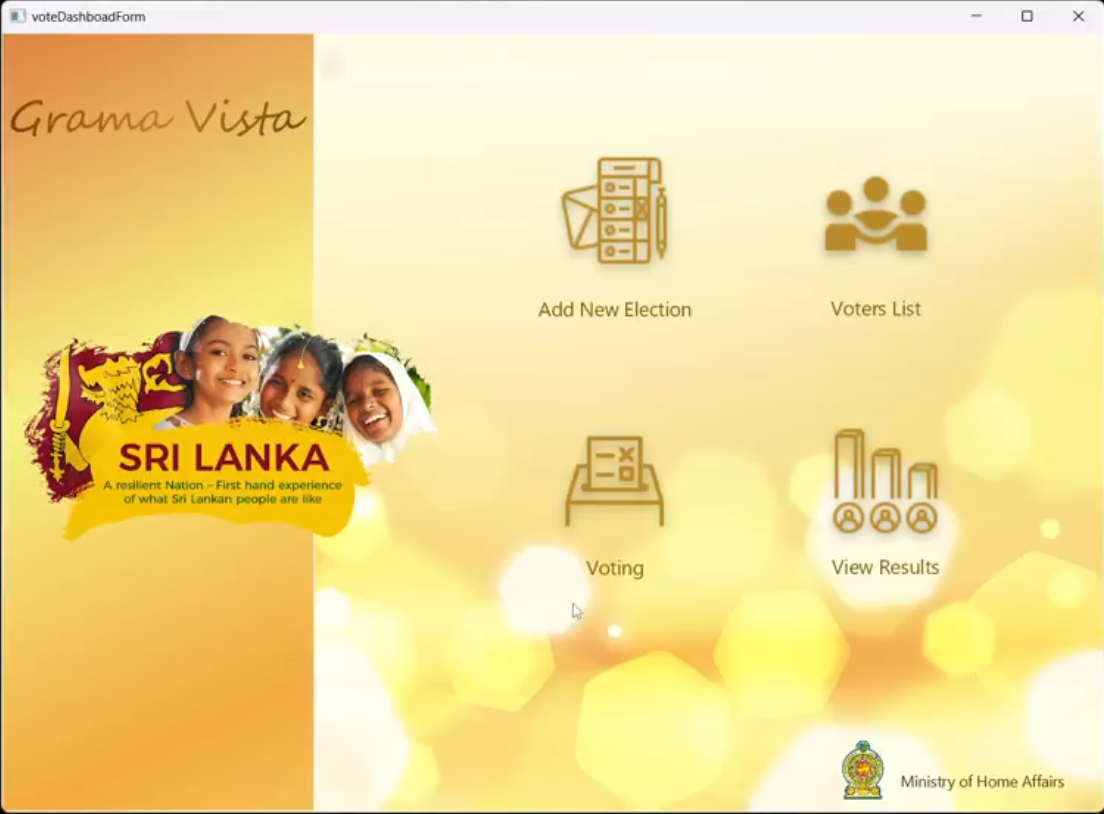 voteDashboadForm
Grama Vista
Add New Election
Voters List
SRI LANKA
A resilient Nation – First hand experience
of what Sri Lankan people are like
Voting
View Results
Ministry of Home Affairs